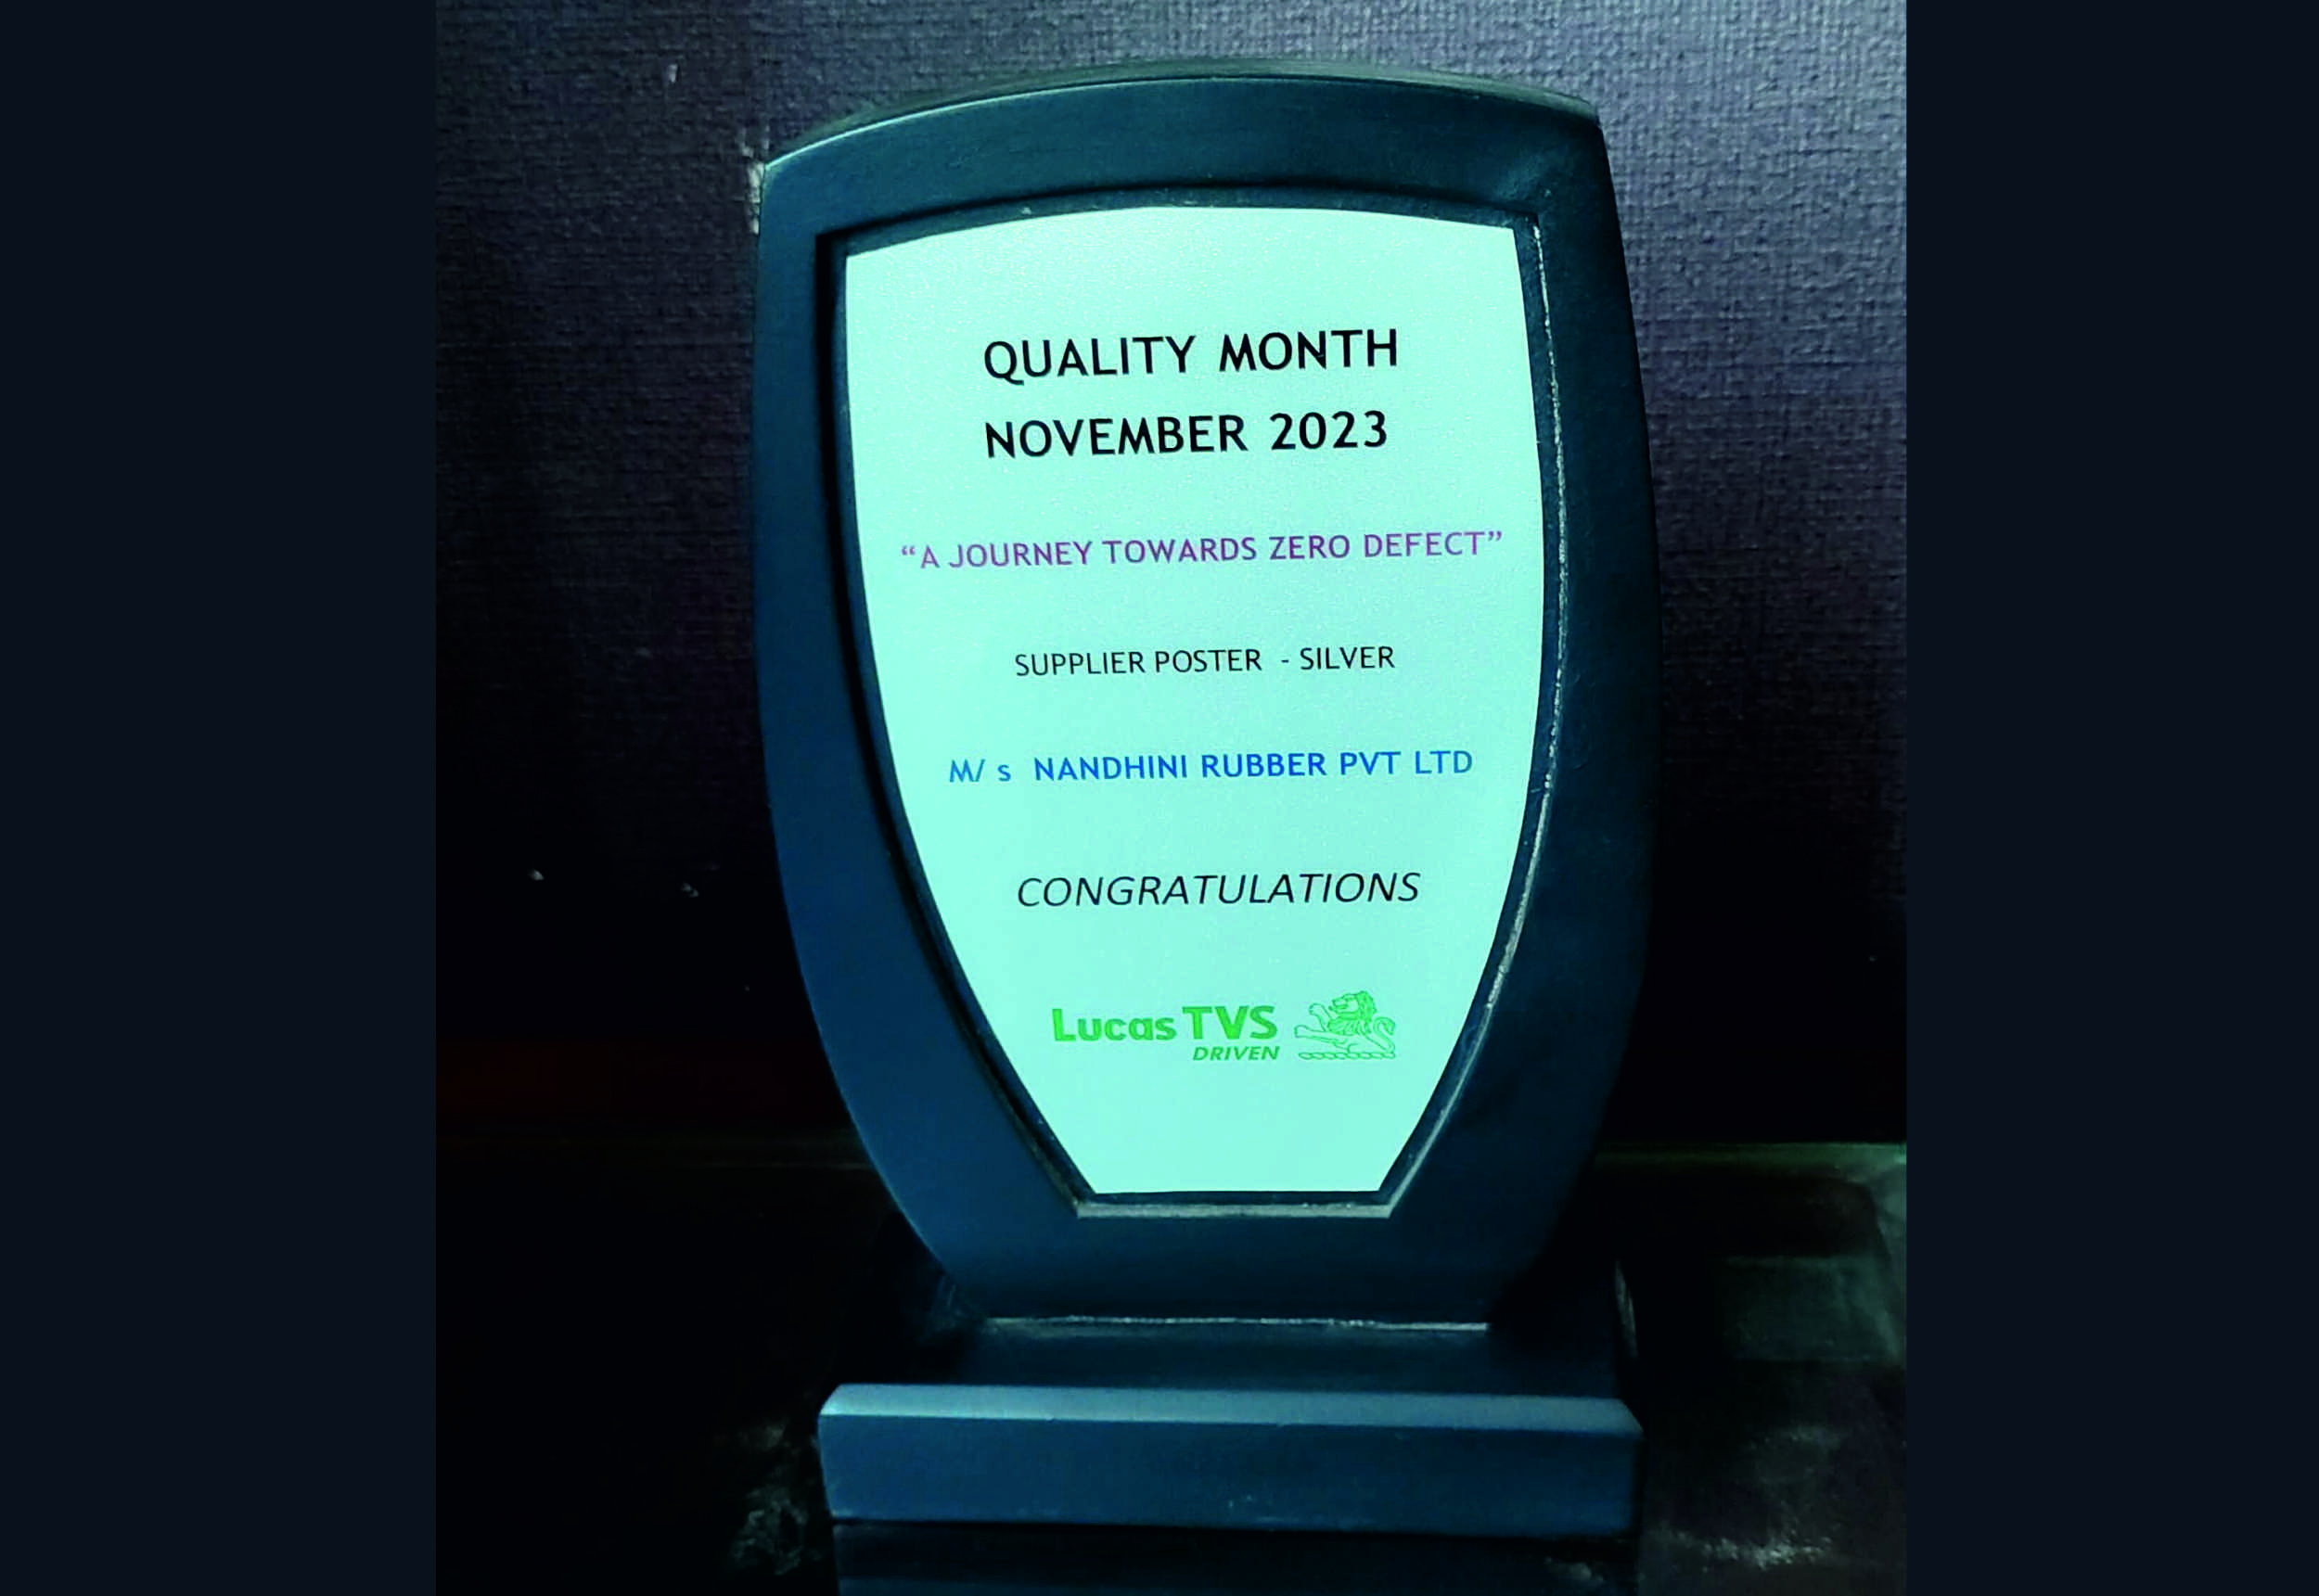 QUALITY MONTH
NOVEMBER 2023
“A JOURNEY TOWARDS ZERO DEFECT”
SUPPLIER POSTER - SILVER
M/ s NANDHINI RUBBER PVT LTD
CONGRATULATIONS
Lucas TVS
DRIVEN